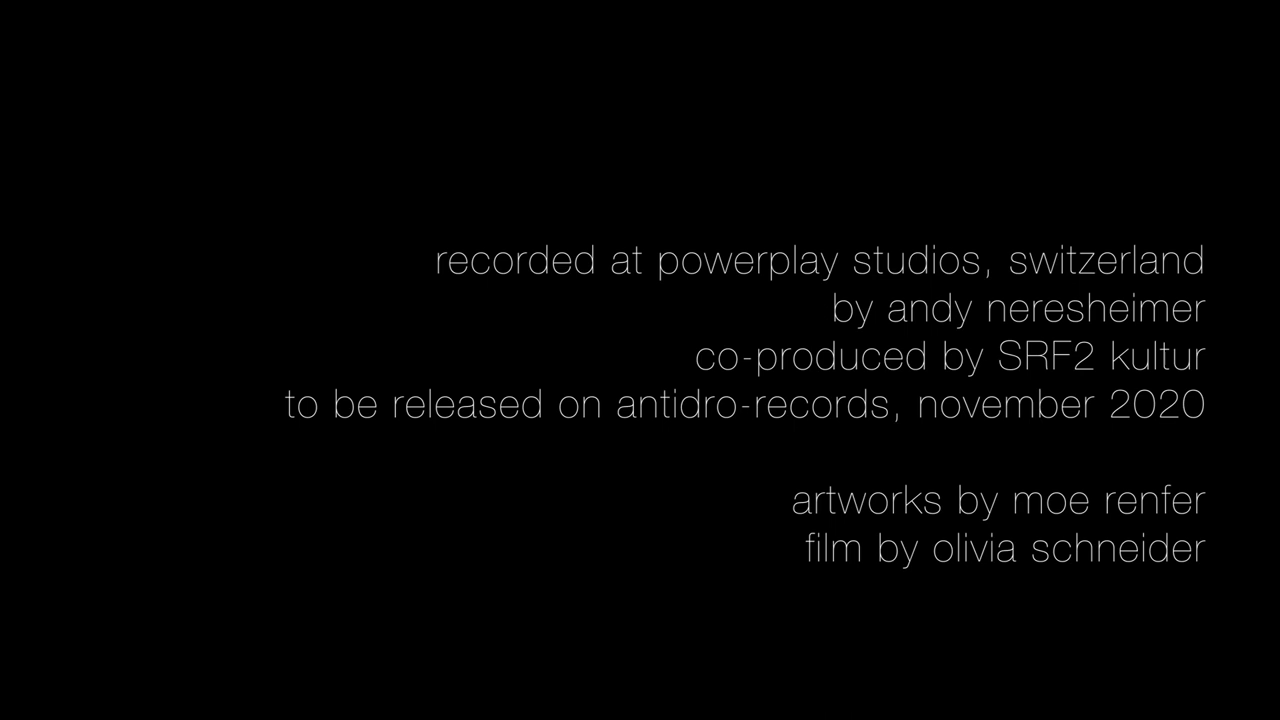 recorded at powerplay studios, switzerland
by andy neresheimer
co-produced by SRF2 kultur
to be released on antidro-records, november 2020
artworks by moe renfer
film by olivia schneider